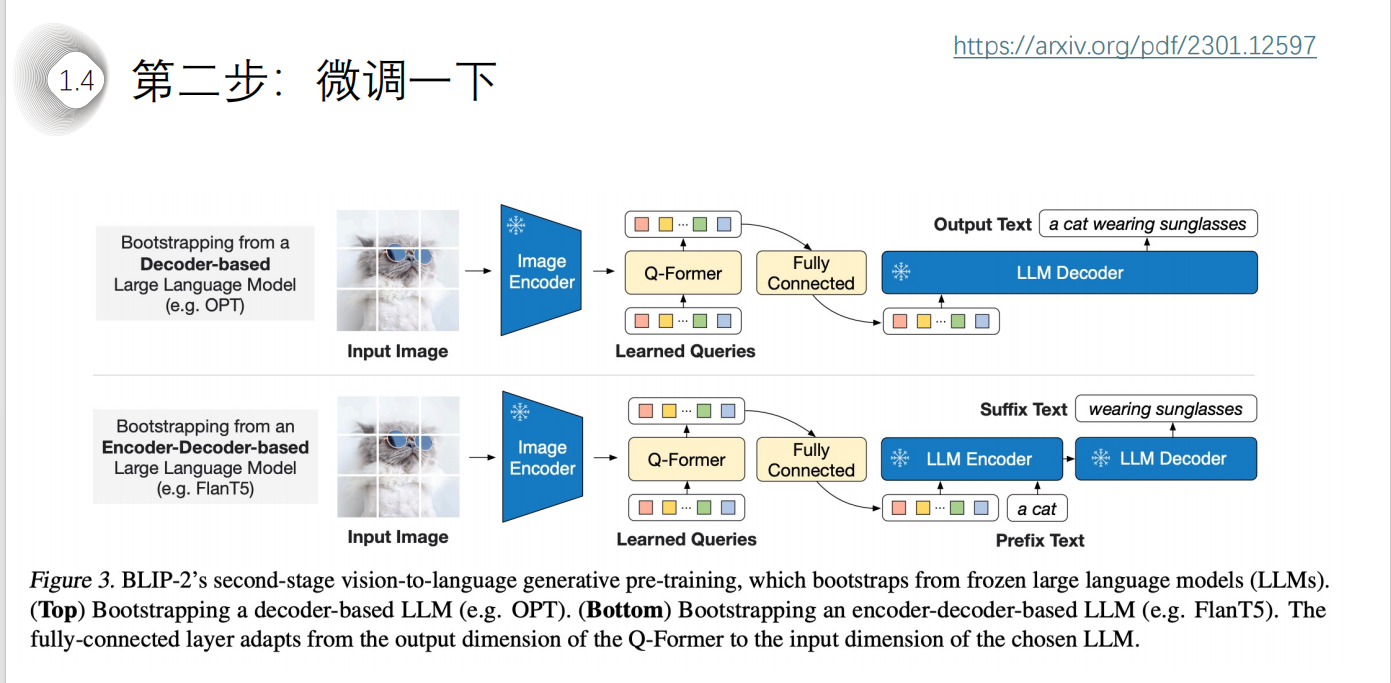 https://arxiv.org/pdf/2301.12597
1.4
第二步：微调一下
Bootstrapping from a
Decoder-based
Large Language Model
(e.g. OPT)
Input Image
Image
Encoder
Q-Former
Learned Queries
Fully
Connected
Output Text
a cat wearing sunglasses
LLM Decoder
Bootstrapping from an
Encoder-Decoder-based
Large Language Model
(e.g. FlanT5)
Input Image
Image
Encoder
Q-Former
Learned Queries
Fully
Connected
Suffix Text
wearing sunglasses
LLM Encoder
LLM Decoder
a cat
Prefix Text
Figure 3. BLIP-2's second-stage vision-to-language generative pre-training, which bootstraps from frozen large language models (LLMs).
(Top) Bootstrapping a decoder-based LLM (e.g. OPT). (Bottom) Bootstrapping an encoder-decoder-based LLM (e.g. FlanT5). The
fully-connected layer adapts from the output dimension of the Q-Former to the input dimension of the chosen LLM.